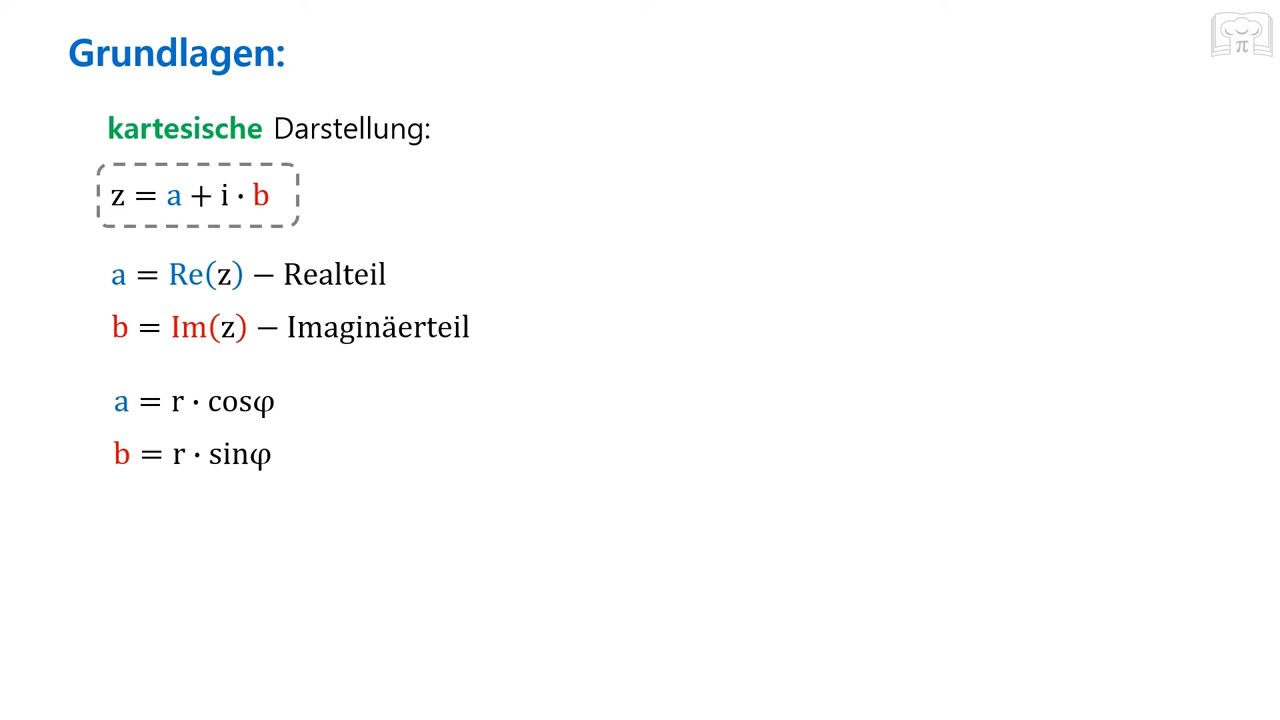 Grundlagen:
kartesische Darstellung:
z = a + i · b
a = Re(z) − Realteil
b = Im(z) − Imaginäerteil
a = r · cosφ
b = r · sinφ
π